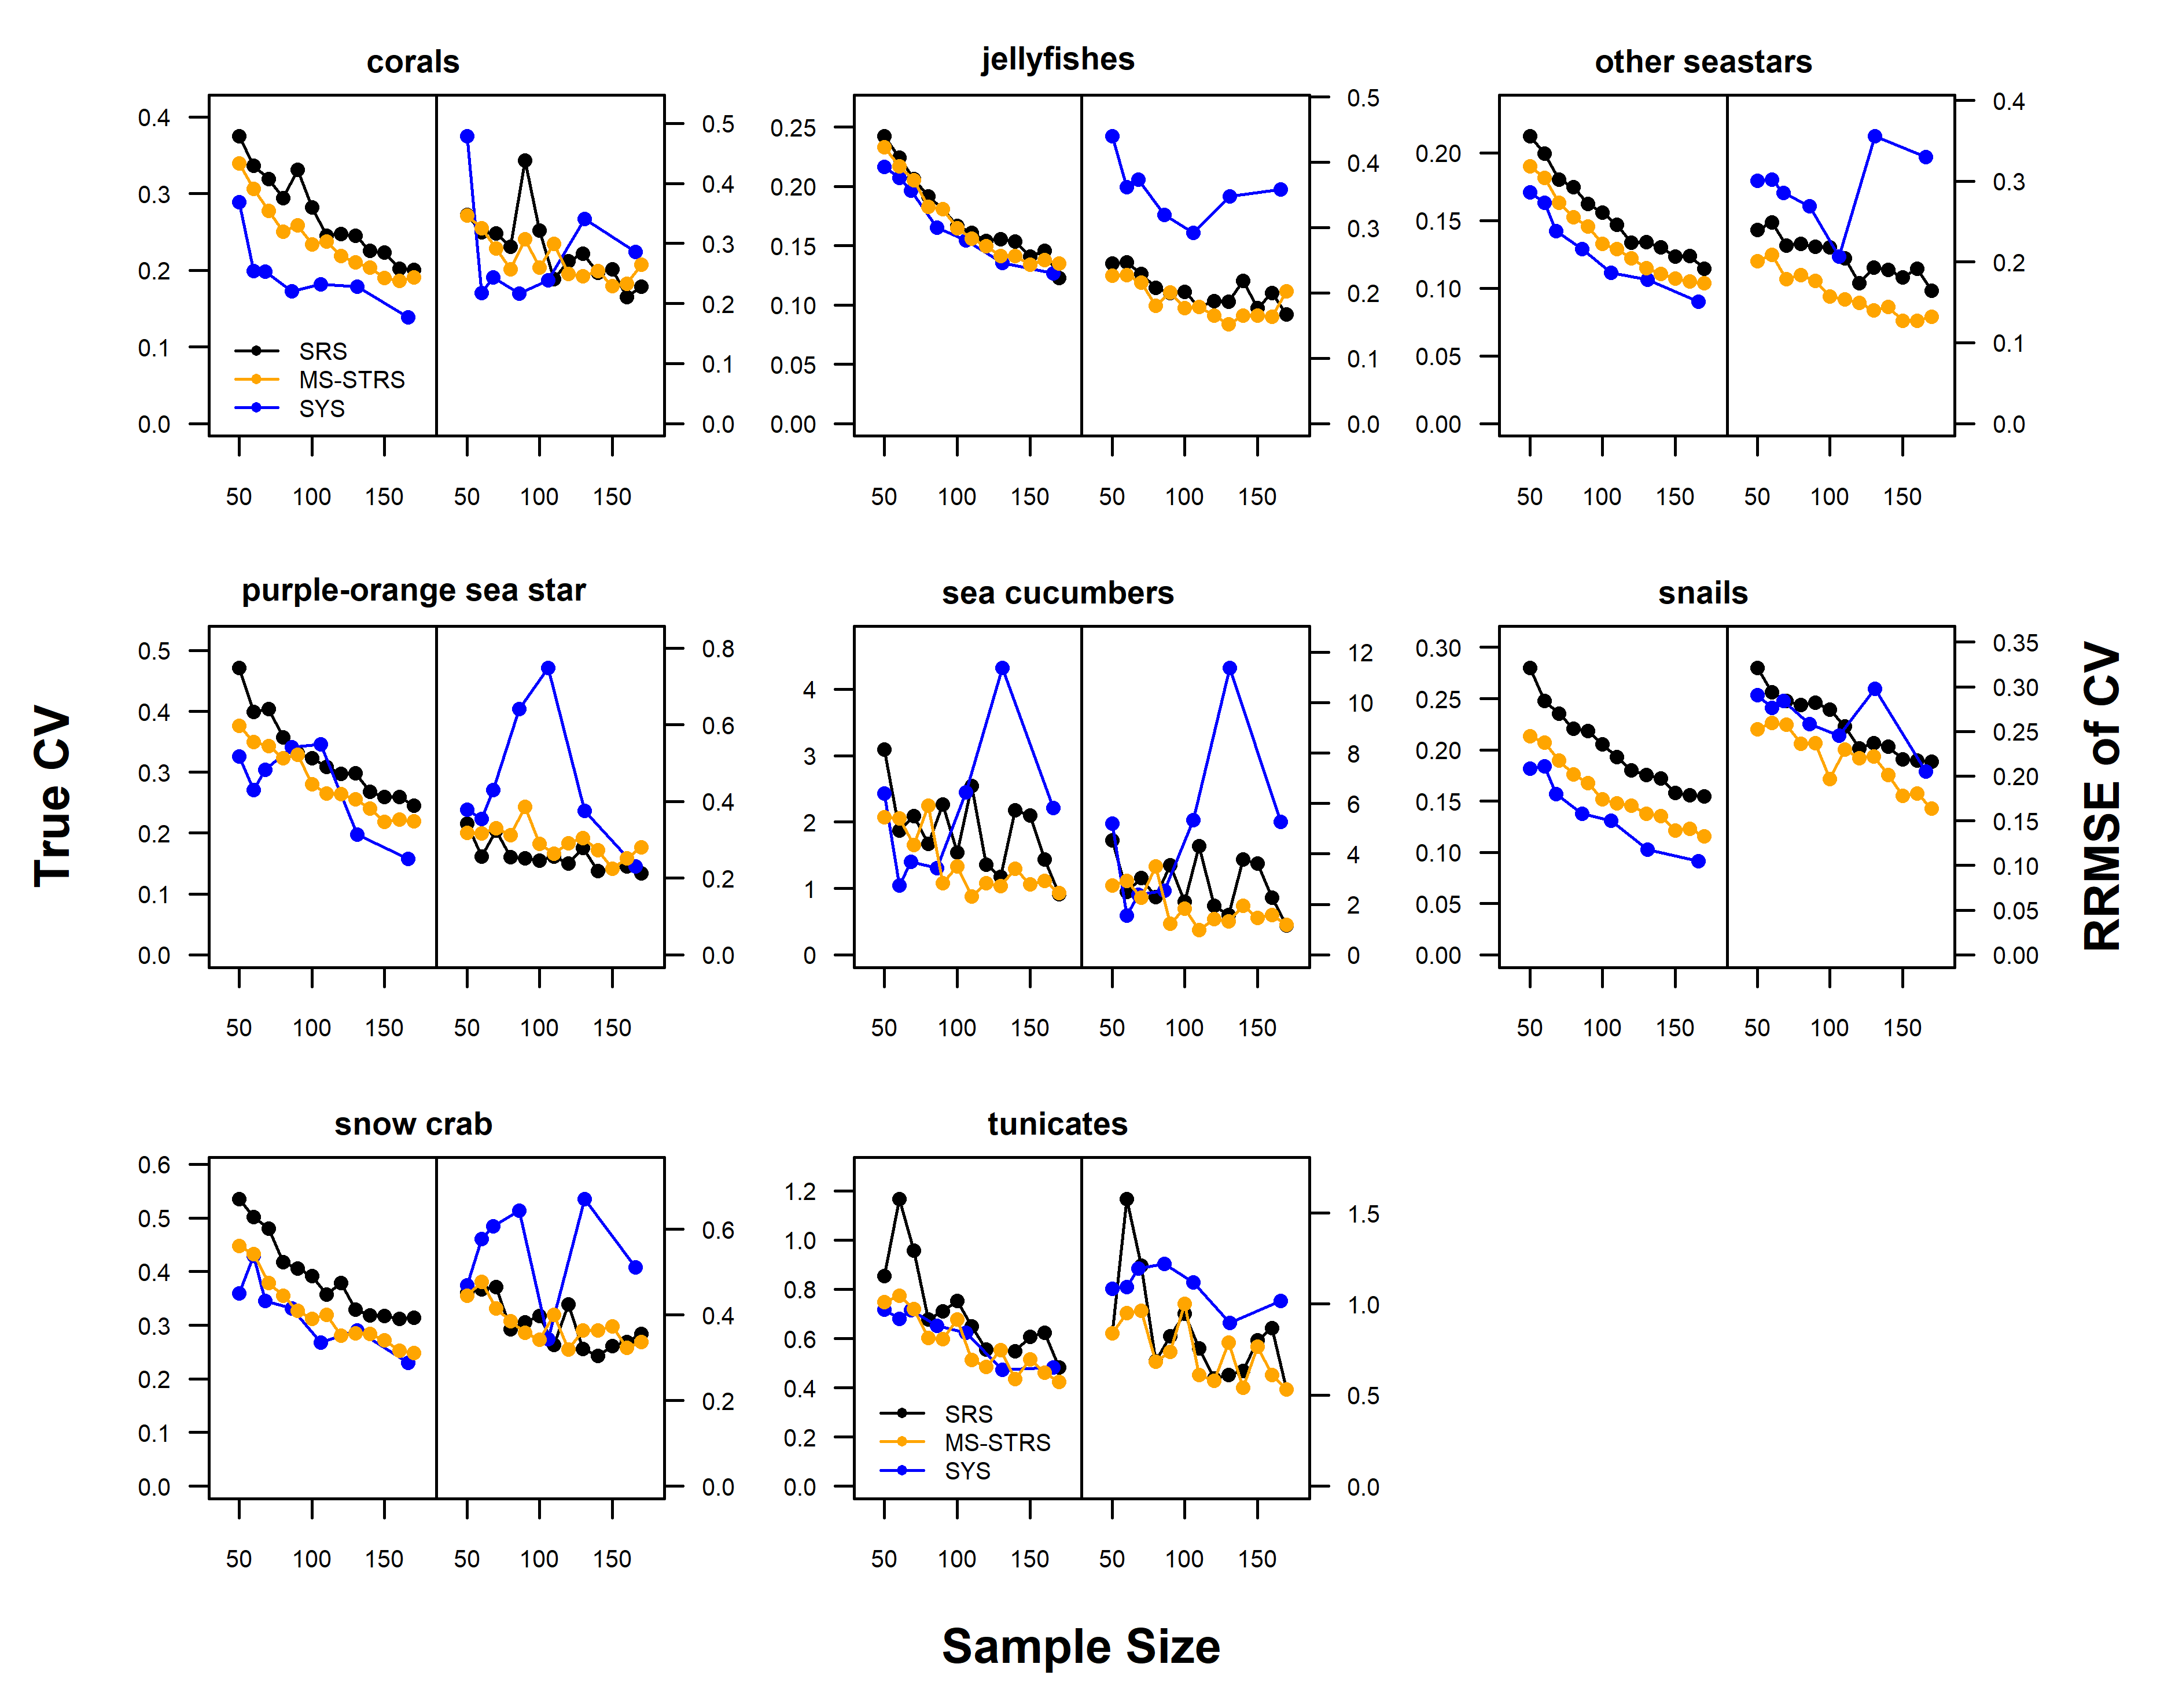 corals jellyfishes other seastars
0.4 0.3 0.2 0.1 0.0
0.5 0.4 0.3 0.2 0.1 0.0
SRS
MS-STRS
SYS
50 100 150 50 100 150
0.25 0.20 0.15 0.10 0.05 0.00
0.5 0.4 0.3 0.2 0.1 0.0
50 100 150 50 100 150
0.20 0.15 0.10 0.05 0.00
0.4 0.3 0.2 0.1 0.0
50 100 150 50 100 150
purple-orange sea star sea cucumbers snails
0.5 0.4 0.3 0.2 0.1 0.0
0.8 0.6 0.4 0.2 0.0
50 100 150 50 100 150
4 3 2 1 0
12 10 8 6 4 2 0
50 100 150 50 100 150
0.30 0.25 0.20 0.15 0.10 0.05 0.00
0.35 0.30 0.25 0.20 0.15 0.10 0.05 0.00
50 100 150 50 100 150
True CV
RRMSE of CV
snow crab tunicates
0.6 0.5 0.4 0.3 0.2 0.1 0.0
0.6 0.4 0.2 0.0
50 100 150 50 100 150
1.2 1.0 0.8 0.6 0.4 0.2 0.0
1.5 1.0 0.5 0.0
SRS
MS-STRS
SYS
50 100 150 50 100 150
Sample Size